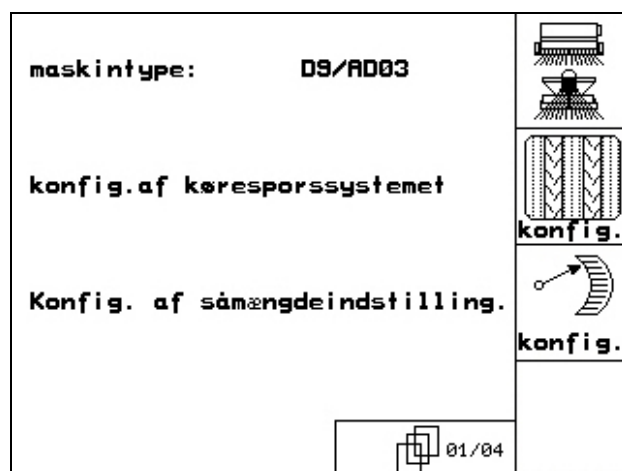 maskintype: D9/AD03
konfig.af køresporssystemet
konfig.
Konfig. af såmængdeindstilling.
konfig.
01/04